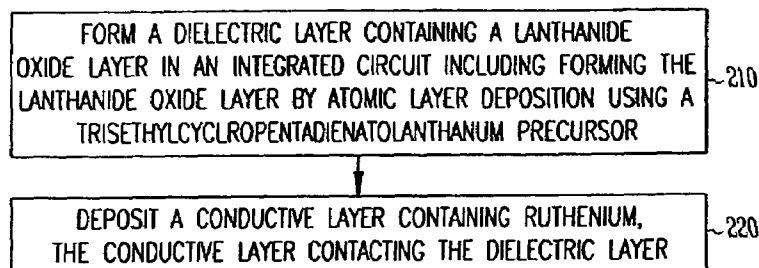 FORM A DIELECTRIC LAYER CONTAINING A LANTHANIDE
OXIDE LAYER IN AN INTEGRATED CIRCUIT INCLUDING FORMING THE
LANTHANIDE OXIDE LAYER BY ATOMIC LAYER DEPOSITION USING A
TRISETHYLCYCLROPENTADIENATOLANTHANUM PRECURSOR
210
DEPOSIT A CONDUCTIVE LAYER CONTAINING RUTHENIUM,
THE CONDUCTIVE LAYER CONTACTING THE DIELECTRIC LAYER
220